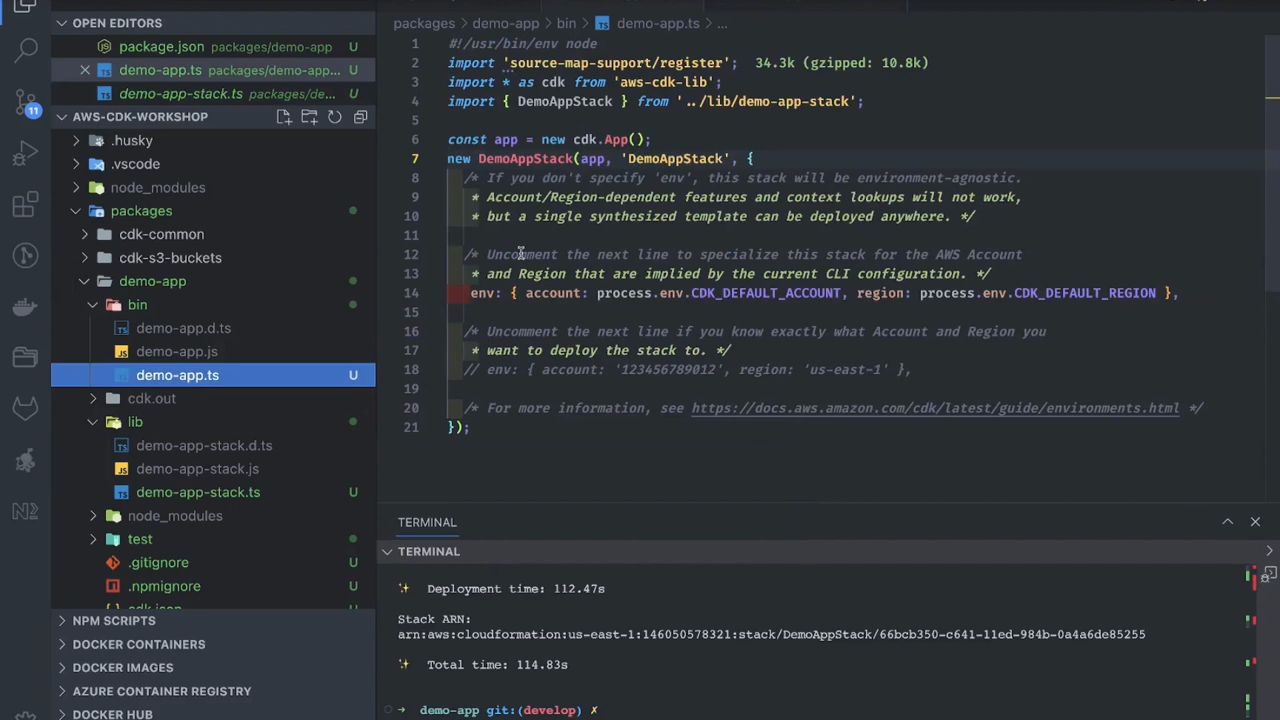 OPEN EDITORS
package.json packages/demo-app U
demo-app.ts packages/demo-app... U
demo-app-stack.ts packages/de... U
11
AWS-CDK-WORKSHOP
.husky
.vscode
node_modules
packages
cdk-common
cdk-s3-buckets
demo-app
bin
demo-app.d.ts
demo-app.js
demo-app.ts U
cdk.out
lib
demo-app-stack.d.ts
demo-app-stack.js
demo-app-stack.ts U
node_modules
test
.gitignore U
.npmignore U
cdk.json U
NPM SCRIPTS
DOCKER CONTAINERS
DOCKER IMAGES
AZURE CONTAINER REGISTRY
DOCKER HUB
packages > demo-app > bin > TS demo-app.ts > ...
1 #!/usr/bin/env node
2 import 'source-map-support/register'; 34.3k (gzipped: 10.8k)
3 import * as cdk from 'aws-cdk-lib';
4 import { DemoAppStack } from '../lib/demo-app-stack';
5
6 const app = new cdk.App();
7 new DemoAppStack(app, 'DemoAppStack', {
8 /* If you don't specify 'env', this stack will be environment-agnostic.
9 * Account/Region-dependent features and context lookups will not work,
10 * but a single synthesized template can be deployed anywhere. */
11
12 /* Uncomment the next line to specialize this stack for the AWS Account
13 * and Region that are implied by the current CLI configuration. */
14 env: { account: process.env.CDK_DEFAULT_ACCOUNT, region: process.env.CDK_DEFAULT_REGION },
15
16 /* Uncomment the next line if you know exactly what Account and Region you
17 * want to deploy the stack to. */
18 // env: { account: '123456789012', region: 'us-east-1' },
19
20 /* For more information, see https://docs.aws.amazon.com/cdk/latest/guide/environments.html */
21 });
TERMINAL
TERMINAL
✨ Deployment time: 112.47s
Stack ARN:
arn:aws:cloudformation:us-east-1:146050578321:stack/DemoAppStack/66bcb350-c641-11ed-984b-0a4a6de85255
✨ Total time: 114.83s
→ demo-app git:(develop) ✗